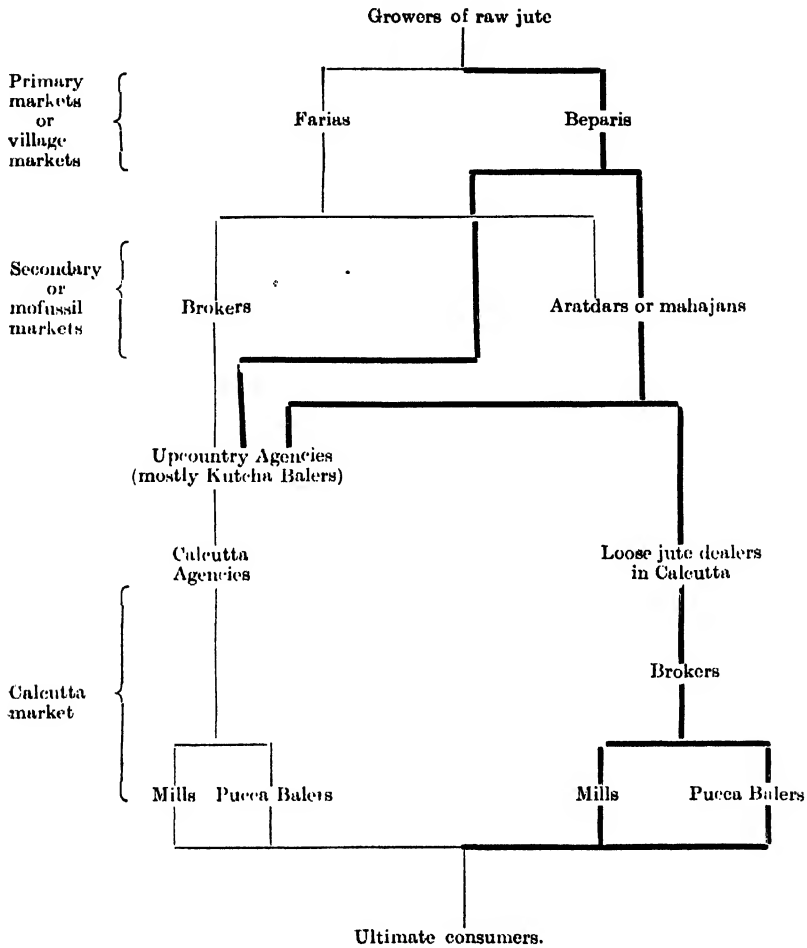 Growers of raw jute
Primary
markets
or
village
markets
Farias
Beparis
Secondary
or
mofussil
markets
Brokers
Aratdars or mahajans
Upcountry Agencies
(mostly Kutcha Balers)
Calcutta
Agencies
Loose jute dealers
in Calcutta
Brokers
Calcutta
market
Mills
Pucca Balers
Mills
Pucca Balers
Ultimate consumers.